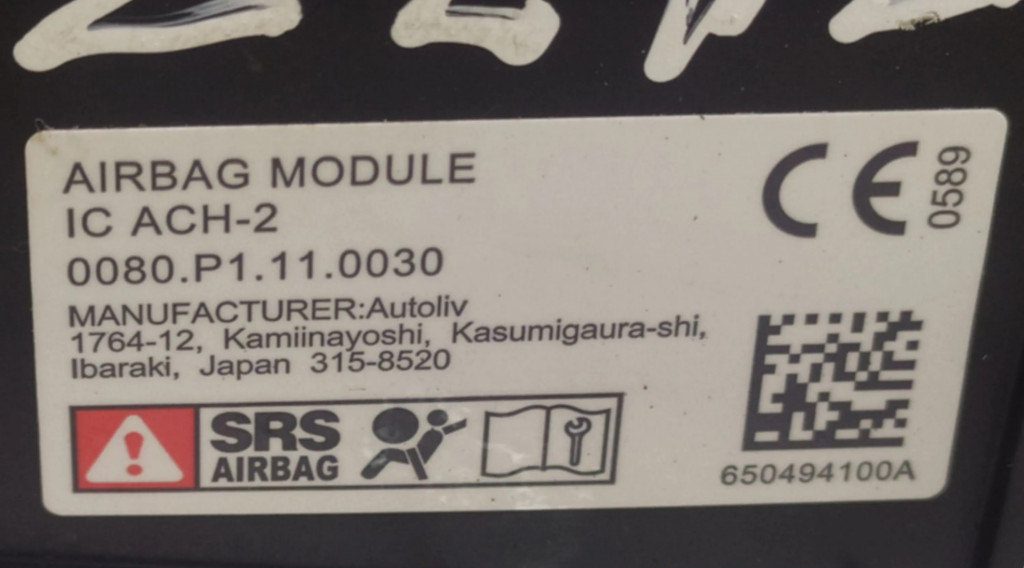 AIRBAG MODULE
IC ACH-2
0080.P1.11.0030
MANUFACTURER:Autoliv
1764-12, Kamiinayoshi, Kasumigaura-shi,
Ibaraki, Japan 315-8520
SRS
AIRBAG
CE 0589
650494100A